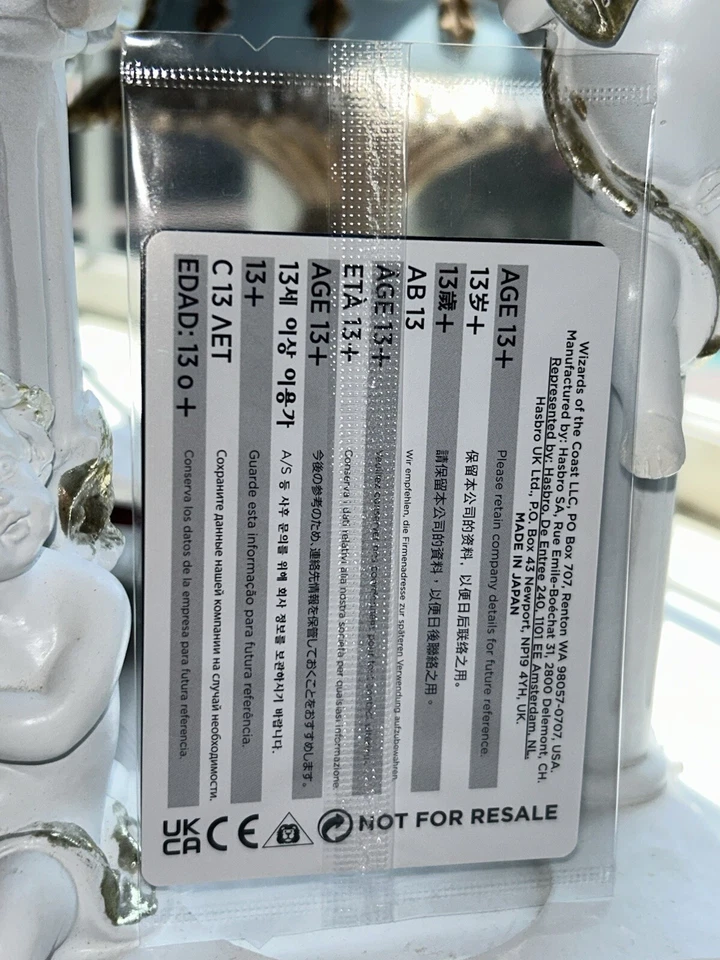 Wizards of the Coast LLC, PO Box 707, Renton WA 98057-0707, USA.
Manufactured by: Hasbro SA, Rue Emile-Boéchat 31, 2800 Delemont, CH.
Represented by: Hasbro, De Entree 240, 1101 EE Amsterdam, NL.
Hasbro UK Ltd., P.O. Box 43 Newport, NP19 4YH, UK.
MADE IN JAPAN
AGE 13+ Please retain company details for future reference.
13岁+ 保留本公司的资料，以便日后联络之用。
13歲+ 請保留本公司的資料，以便日後聯絡之用。
AB 13 Wir empfehlen, die Firmenadresse zur späteren Verwendung aufzubewahren.
ÂGE 13+ Veuillez conserver
ETÀ 13+ Conserva i dati relativi alla nostra società per qualsiasi informazione.
AGE 13+ 今後の参考のため、連絡先情報を保管しておくことをおすすめします。
13세 이상 이용가 A/S 등 사후 문의를 위해 회사 정보를 보관하시기 바랍니다.
13+ Guarde esta informação para futura referência.
С 13 ЛЕТ Сохраните данные нашей компании на случай необходимости.
EDAD: 13 o + Conserva los datos de la empresa para futura referencia.
NOT FOR RESALE
CE
UK
CA